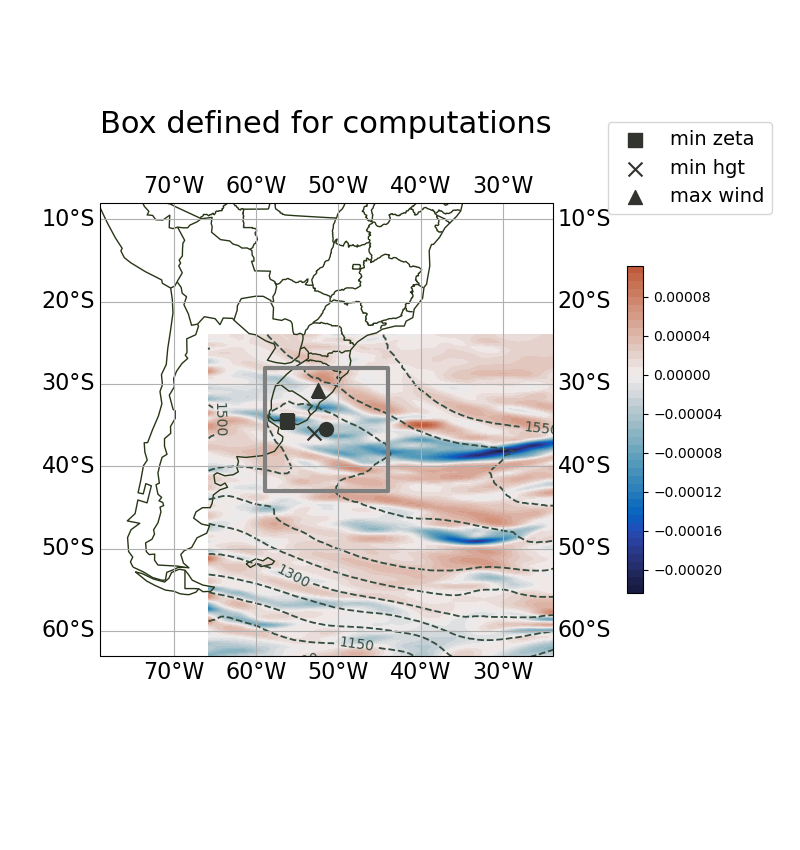 Box defined for computations
min zeta
min hgt
max wind
70°W 60°W 50°W 40°W 30°W
10°S 10°S
20°S
30°S
40°S
50°S
60°S 60°S
20°S
30°S
40°S
50°S
1500
1550
1300
1150
70°W 60°W 50°W 40°W 30°W
0.00008
0.00004
0.00000
−0.00004
−0.00008
−0.00012
−0.00016
−0.00020